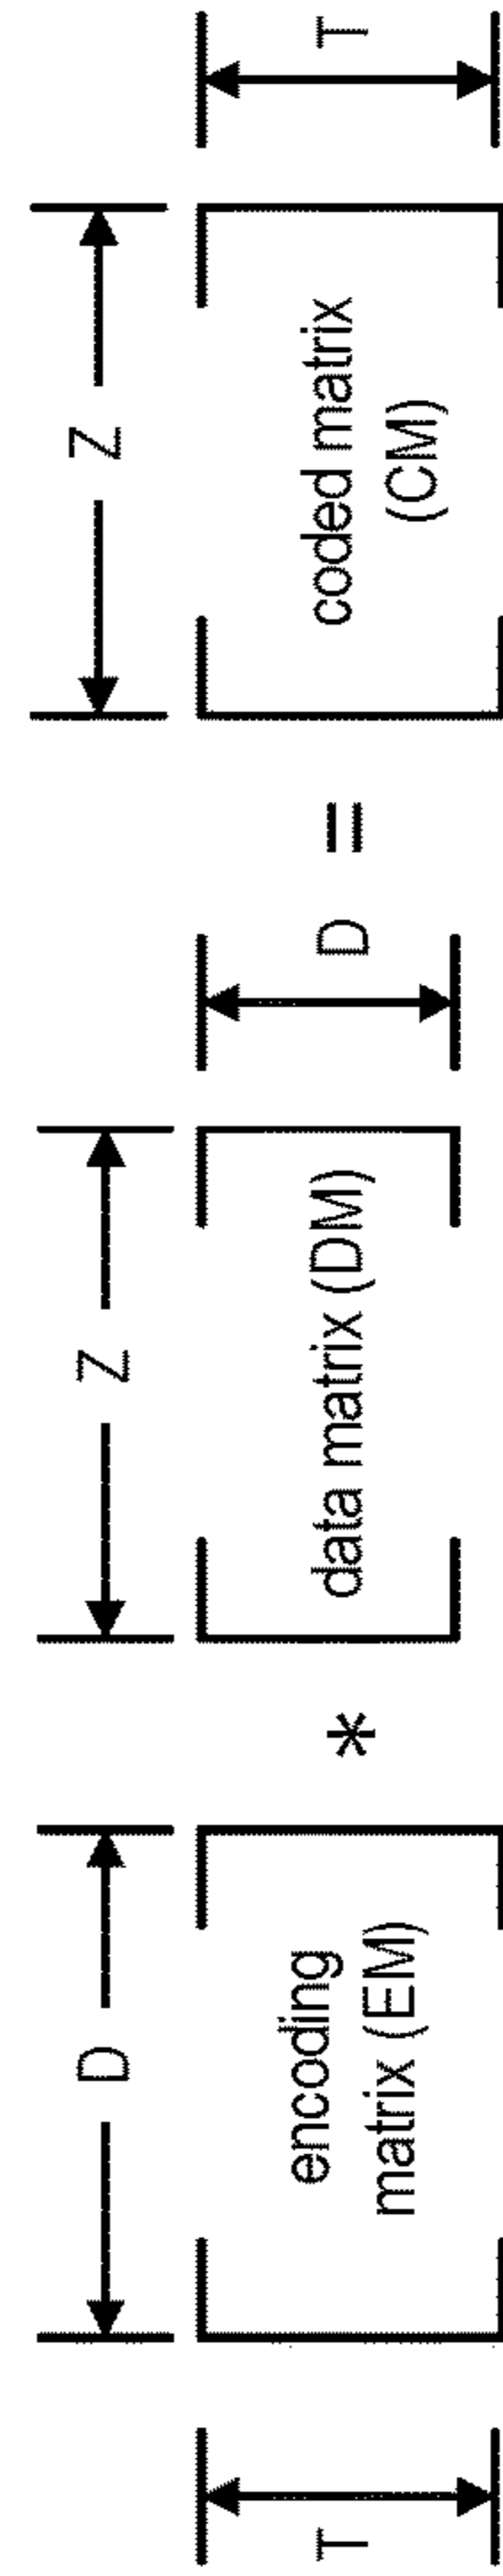 D
Z
Z
T
encoding
matrix (EM)
*
data matrix (DM)
D
=
coded matrix
(CM)
T